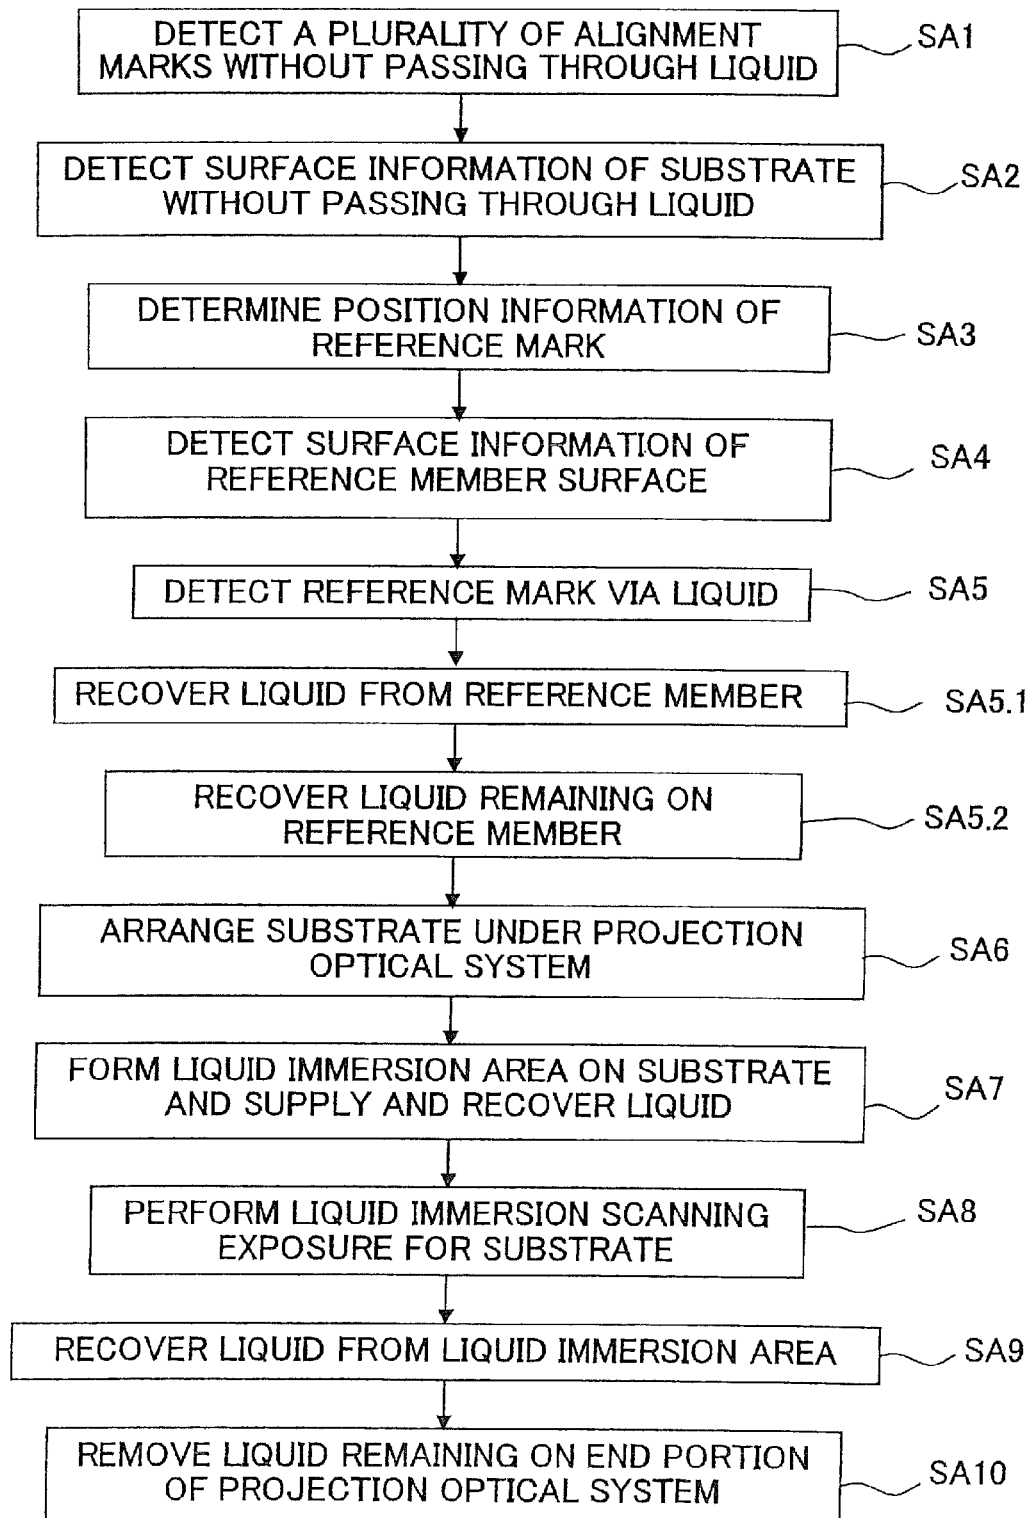 DETECT A PLURALITY OF ALIGNMENT
MARKS WITHOUT PASSING THROUGH LIQUID
SA1
DETECT SURFACE INFORMATION OF SUBSTRATE
WITHOUT PASSING THROUGH LIQUID
SA2
DETERMINE POSITION INFORMATION OF
REFERENCE MARK
SA3
DETECT SURFACE INFORMATION OF
REFERENCE MEMBER SURFACE
SA4
DETECT REFERENCE MARK VIA LIQUID
SA5
RECOVER LIQUID FROM REFERENCE MEMBER
SA5.1
RECOVER LIQUID REMAINING ON
REFERENCE MEMBER
SA5.2
ARRANGE SUBSTRATE UNDER PROJECTION
OPTICAL SYSTEM
SA6
FORM LIQUID IMMERSION AREA ON SUBSTRATE
AND SUPPLY AND RECOVER LIQUID
SA7
PERFORM LIQUID IMMERSION SCANNING
EXPOSURE FOR SUBSTRATE
SA8
RECOVER LIQUID FROM LIQUID IMMERSION AREA
SA9
REMOVE LIQUID REMAINING ON END PORTION
OF PROJECTION OPTICAL SYSTEM
SA10